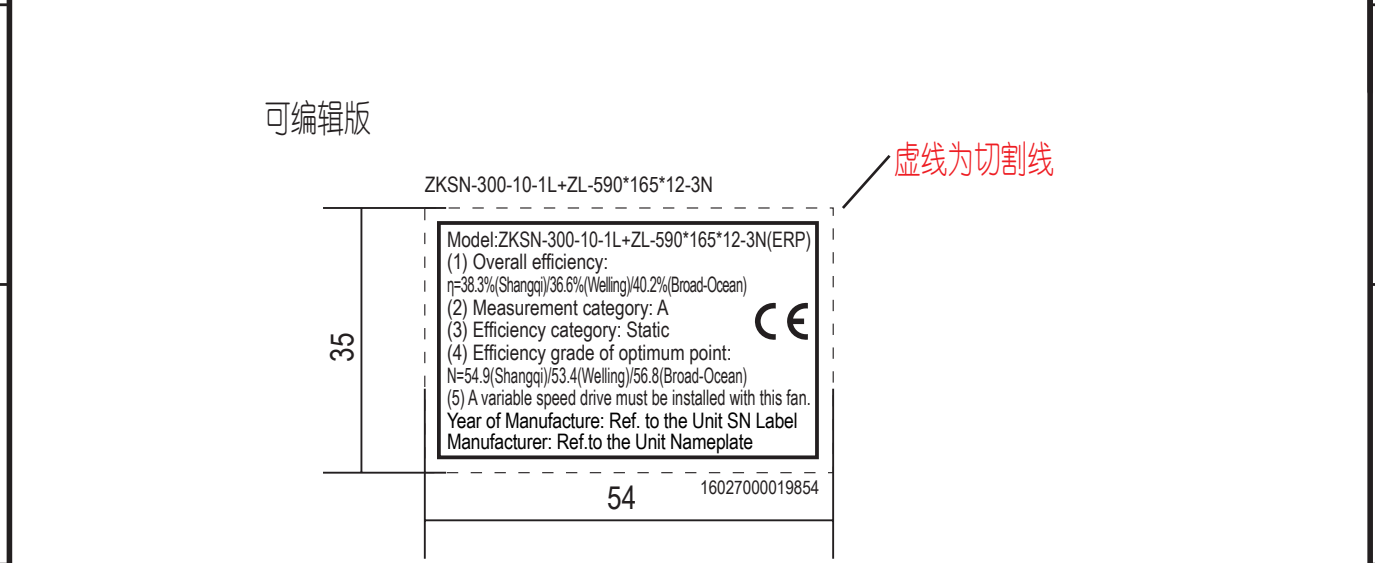 可编辑版
虚线为切割线
ZKSN-300-10-1L+ZL-590*165*12-3N
Model:ZKSN-300-10-1L+ZL-590*165*12-3N(ERP)
(1) Overall efficiency:
η=38.3%(Shangqi)/36.6%(Welling)/40.2%(Broad-Ocean)
(2) Measurement category: A
(3) Efficiency category: Static
(4) Efficiency grade of optimum point:
N=54.9(Shangqi)/53.4(Welling)/56.8(Broad-Ocean)
(5) A variable speed drive must be installed with this fan.
Year of Manufacture: Ref. to the Unit SN Label
Manufacturer: Ref.to the Unit Nameplate
CE
35
16027000019854
54